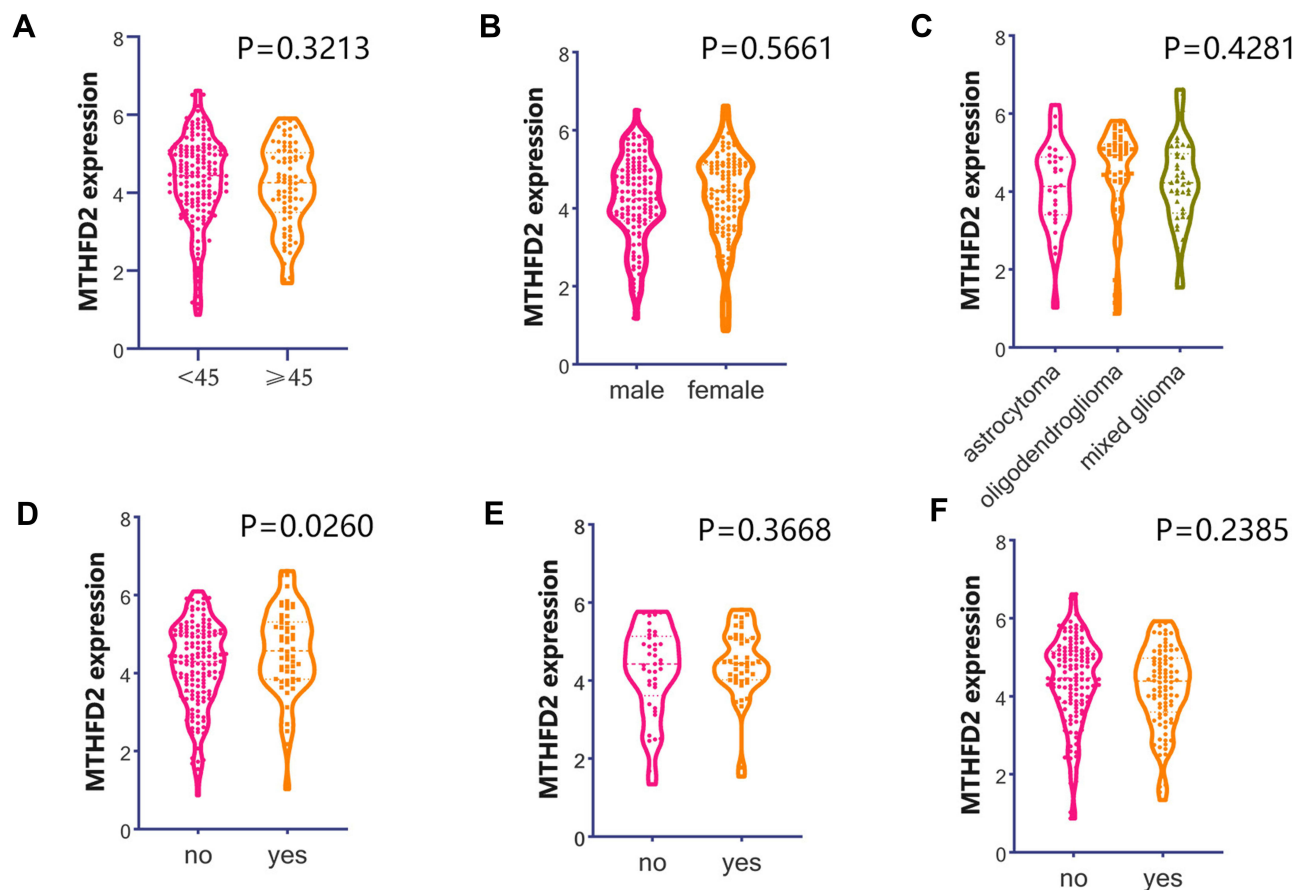 A
P=0.3213
MTHFD2 expression
8
6
4
2
0
<45
⩾45
B
P=0.5661
MTHFD2 expression
8
6
4
2
0
male
female
C
P=0.4281
MTHFD2 expression
8
6
4
2
0
astrocytoma
oligodendroglioma
mixed glioma
D
P=0.0260
MTHFD2 expression
8
6
4
2
0
no
yes
E
P=0.3668
MTHFD2 expression
8
6
4
2
0
no
yes
F
P=0.2385
MTHFD2 expression
8
6
4
2
0
no
yes